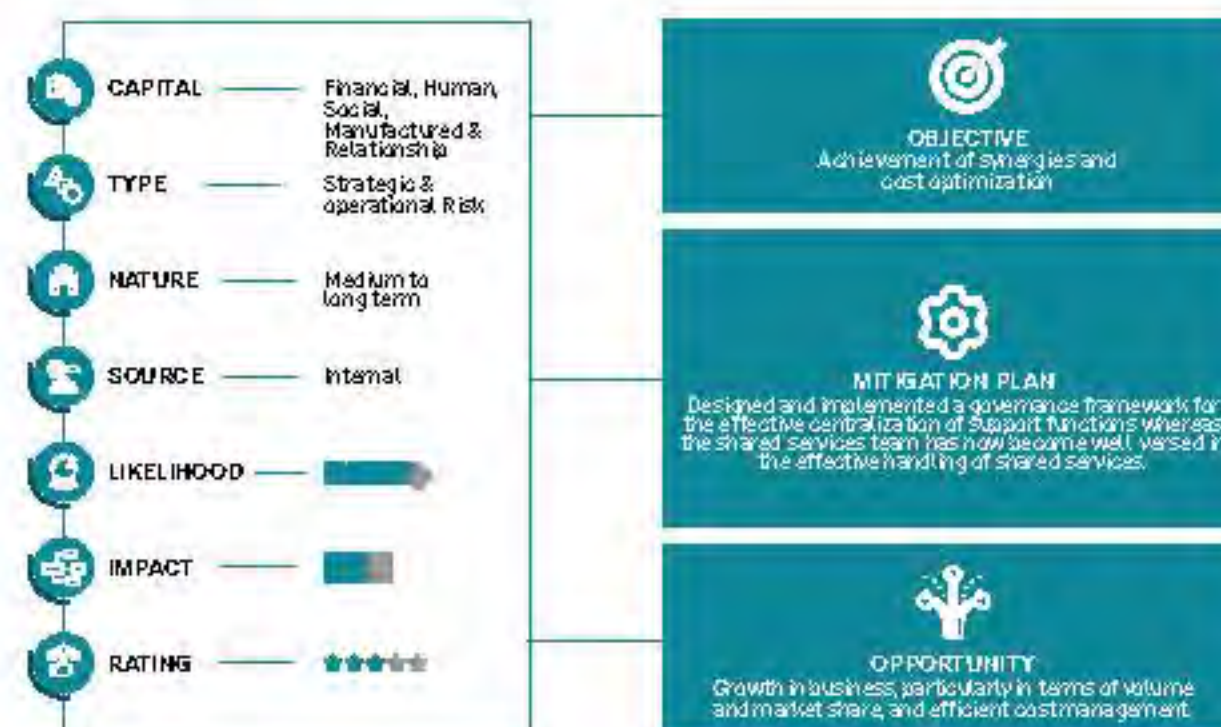 CAPITAL
Financial, Human,
Social,
Manufactured &
Relationship
TYPE
Strategic &
operational Risk
NATURE
Medium to
long term
SOURCE
Internal
LIKELIHOOD
IMPACT
RATING
OBJECTIVE
Achievement of synergies and
cost optimization
MITIGATION PLAN
Designed and implemented a governance framework for
the effective centralization of Support functions whereas
the shared services team has now become well versed in
the effective handling of shared services.
OPPORTUNITY
Growth in business, particularly in terms of volume
and market share, and efficient cost management